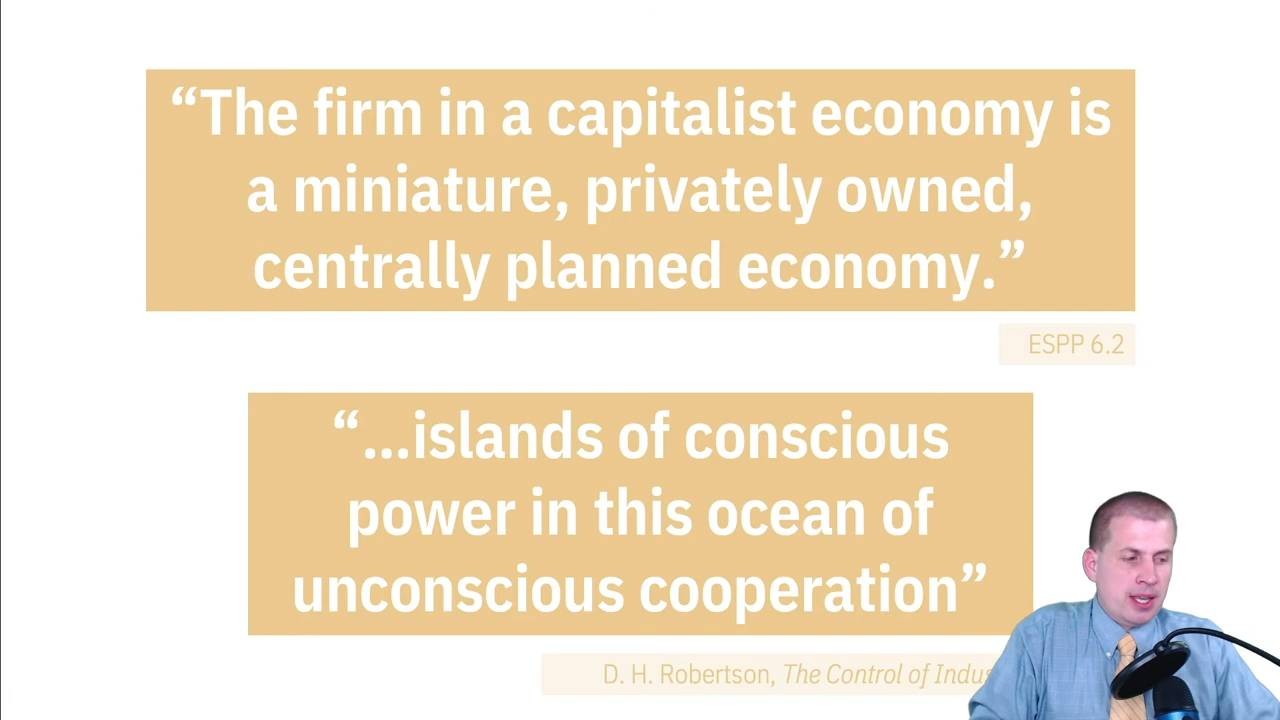 “The firm in a capitalist economy is
a miniature, privately owned,
centrally planned economy.”
ESPP 6.2
“...islands of conscious
power in this ocean of
unconscious cooperation”
D. H. Robertson, The Control of